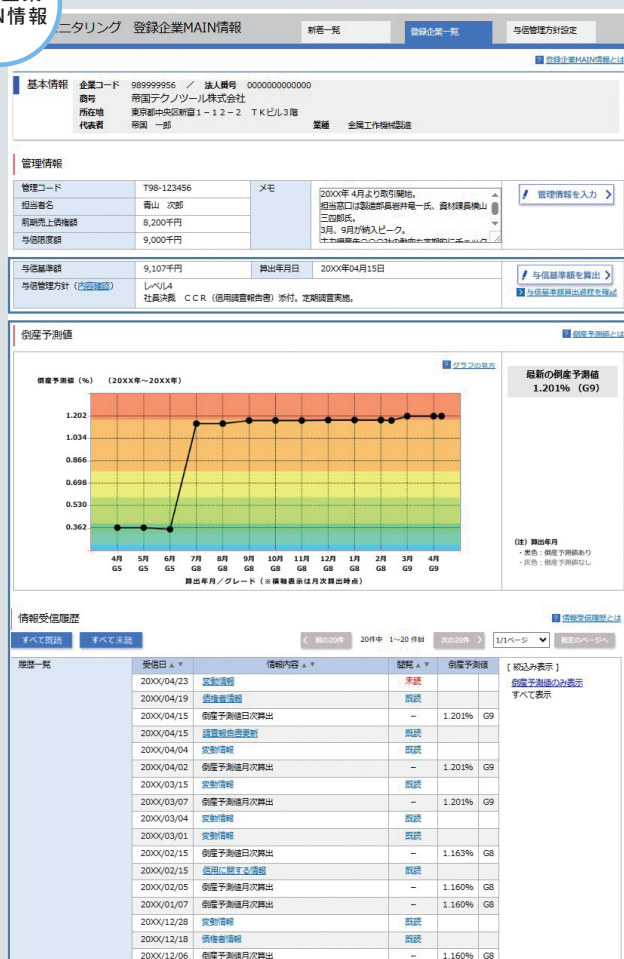 N情報
ニタリング 登録企業MAIN情報
新着一覧
登録企業一覧
与信管理方針設定
? 登録企業MAIN情報とは
基本情報
企業コード 989999956 / 法人番号 0000000000000
商号 帝国テクノツール株式会社
所在地 東京都中央区新富1-12-2 TKビル3階
代表者 帝国 一郎 業種 金属工作機械製造
管理情報
管理コード T98-123456 メモ
担当者名 青山 次郎
前期売上債権額 8,200千円
与信限度額 9,000千円
20XX年 4月より取引開始。
担当窓口は製造部長岩井竜一氏、資材課長横山
三四郎氏。
3月、9月が納入ピーク。
管理情報を入力
与信基準額 9,107千円 算出年月日 20XX年04月15日
与信管理方針(内容確認) レベル4
社長決裁 CCR(信用調査報告書)添付。定期調査実施。
与信基準額を算出
与信基準額算出過程を確認
倒産予測値
? 倒産予測値とは
? グラフの見方
最新の倒産予測値
1.201% (G9)
倒産予測値(%) (20XX年~20XX年)
1.202
1.034
0.866
0.698
0.530
0.362
4月 5月 6月 7月 8月 9月 10月 11月 12月 1月 2月 3月 4月
G5 G5 G5 G8 G8 G8 G8 G8 G8 G8 G8 G9 G9
算出年月/グレード(※横軸表示は月次算出時点)
(注)算出年月
・黒色:倒産予測値あり
・灰色:倒産予測値なし
情報受信履歴
? 情報受信履歴とは
すべて既読 すべて未読 前の20件 20件中 1~20 件目 次の20件 1/1ページ 指定のページへ
履歴一覧 受信日▲▼ 情報内容▲▼ 閲覧▲▼ 倒産予測値
20XX/04/23 変動情報 未読
20XX/04/19 債権者情報 既読
20XX/04/15 倒産予測値日次算出 - 1.201% G9
20XX/04/15 調査報告書更新 既読
20XX/04/04 変動情報 既読
20XX/04/02 倒産予測値月次算出 - 1.201% G9
20XX/03/15 変動情報 既読
20XX/03/07 倒産予測値月次算出 - 1.201% G9
20XX/03/04 変動情報 既読
20XX/03/01 変動情報 既読
20XX/02/15 倒産予測値日次算出 - 1.163% G8
20XX/02/15 信用に関する情報 既読
20XX/02/05 倒産予測値月次算出 - 1.160% G8
20XX/01/07 倒産予測値月次算出 - 1.160% G8
20XX/12/28 変動情報 既読
20XX/12/18 債権者情報 既読
20XX/12/06 倒産予測値月次算出 - 1.160% G8
[ 絞込み表示 ]
倒産予測値のみ表示
すべて表示